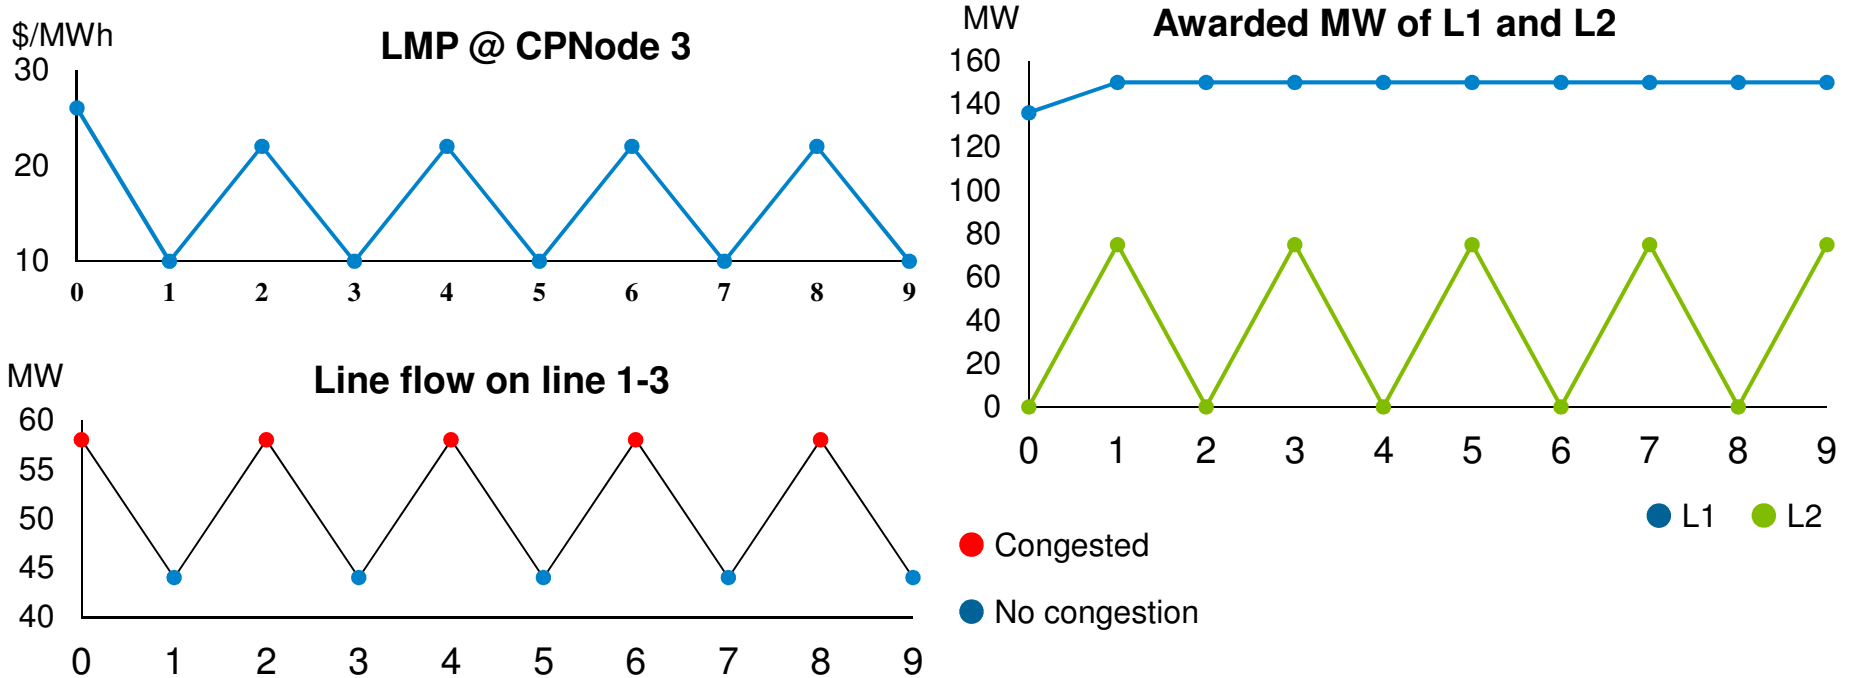 $/MWh
LMP @ CPNode 3
30
20
10
0 1 2 3 4 5 6 7 8 9
MW
Line flow on line 1-3
60
55
50
45
40
0 1 2 3 4 5 6 7 8 9
MW
Awarded MW of L1 and L2
160
140
120
100
80
60
40
20
0
0 1 2 3 4 5 6 7 8 9
L1 L2
Congested
No congestion